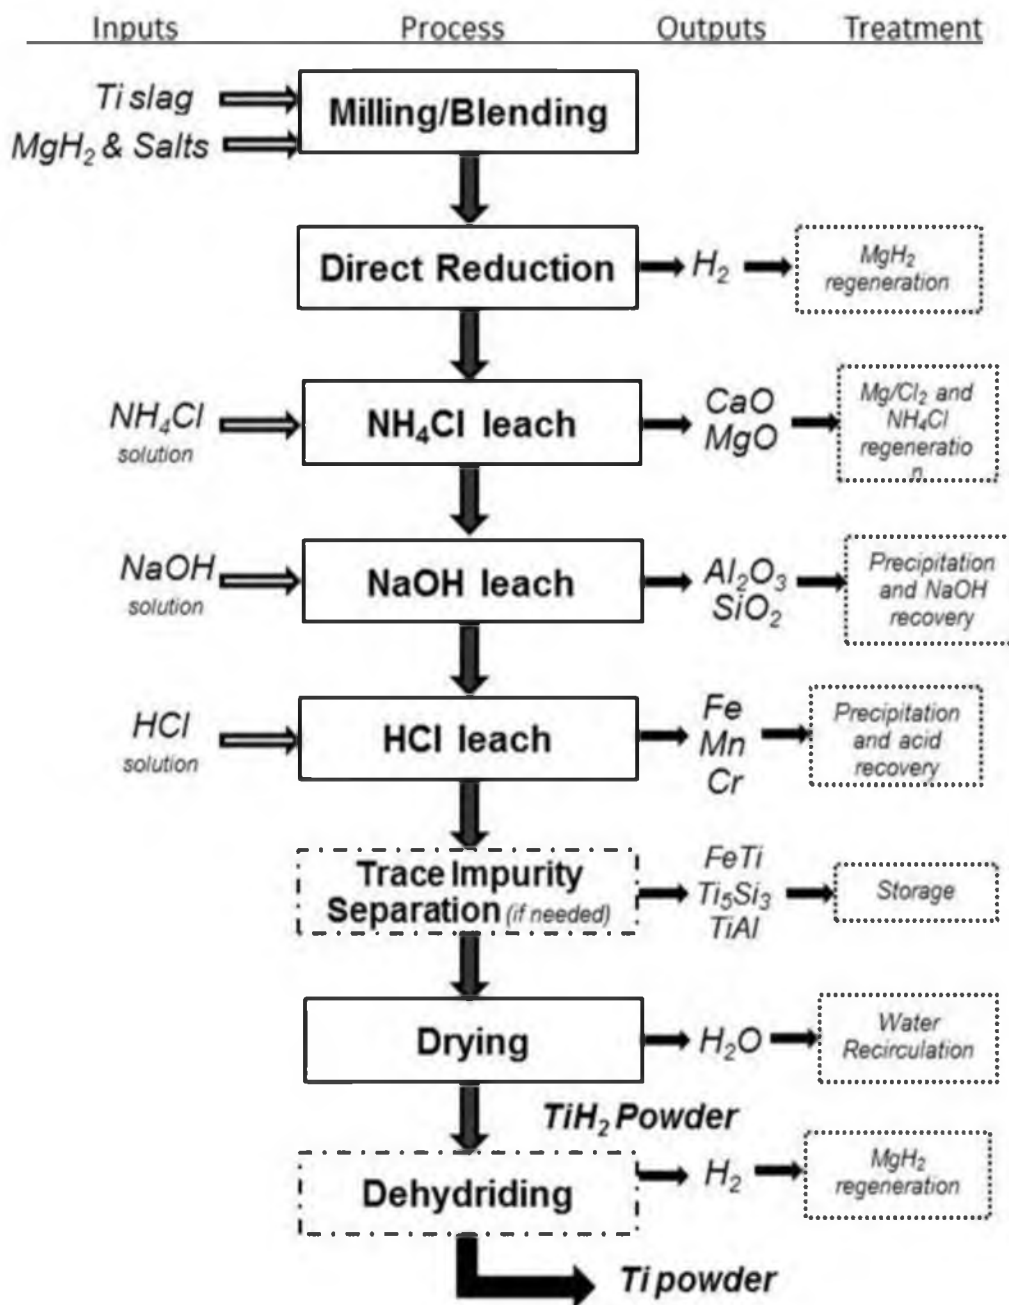 Inputs Process Outputs Treatment
Ti slag
MgH₂ & Salts
Milling/Blending
Direct Reduction
H₂
MgH₂
regeneration
NH₄Cl
solution
NH₄Cl leach
CaO
MgO
Mg/Cl₂ and
NH₄Cl
regeneratio
n
NaOH
solution
NaOH leach
Al₂O₃
SiO₂
Precipitation
and NaOH
recovery
HCl
solution
HCl leach
Fe
Mn
Cr
Precipitation
and acid
recovery
Trace Impurity
Separation (if needed)
FeTi
Ti₅Si₃
TiAl
Storage
Drying
H₂O
Water
Recirculation
TiH₂ Powder
Dehydriding
H₂
MgH₂
regeneration
Ti powder